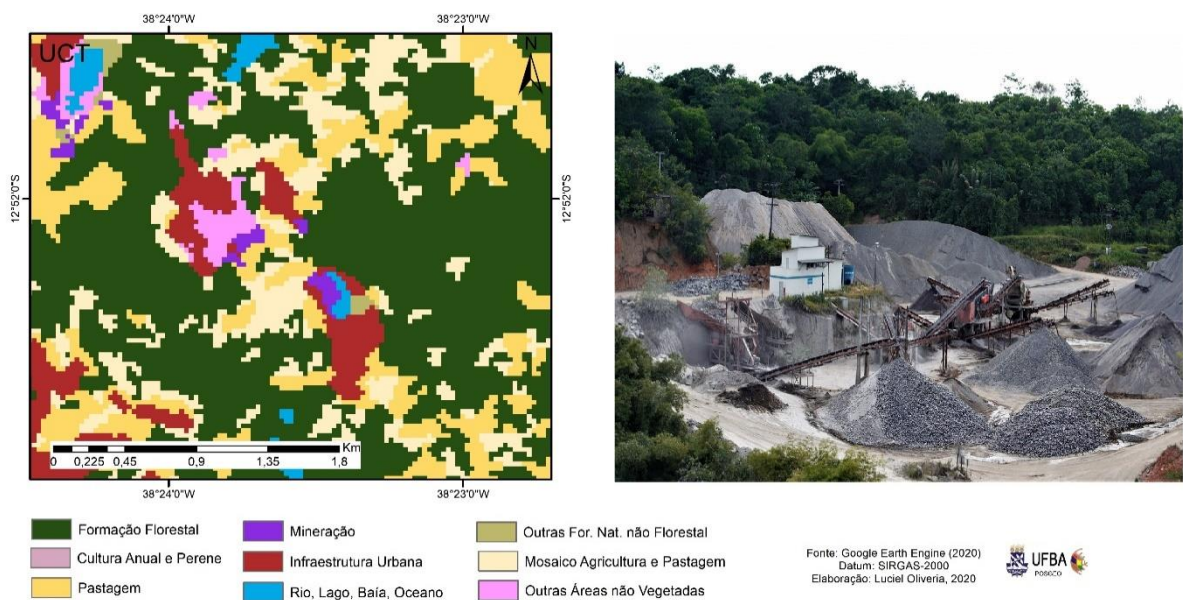 38°24'0"W
38°23'0"W
UCT
N
12°52'0"S
12°52'0"S
Km
0 0,225 0,45 0,9 1,35 1,8
38°24'0"W
38°23'0"W
Formação Florestal
Cultura Anual e Perene
Pastagem
Mineração
Infraestrutura Urbana
Rio, Lago, Baía, Oceano
Outras For. Nat. não Florestal
Mosaico Agricultura e Pastagem
Outras Áreas não Vegetadas
Fonte: Google Earth Engine (2020)
Datum: SIRGAS-2000
Elaboração: Luciel Oliveria, 2020
UFBA
POSGEO